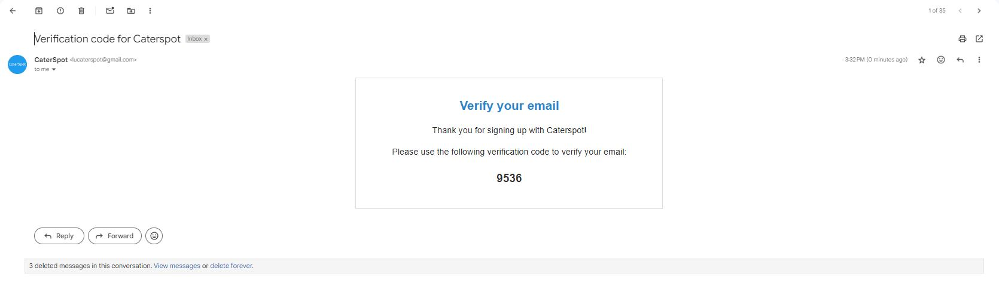 1 of 35
Verification code for Caterspot Inbox x
CaterSpot
CaterSpot <lucaterspot@gmail.com> 3:32 PM (0 minutes ago)
to me
Verify your email
Thank you for signing up with Caterspot!
Please use the following verification code to verify your email:
9536
Reply Forward
3 deleted messages in this conversation. View messages or delete forever.